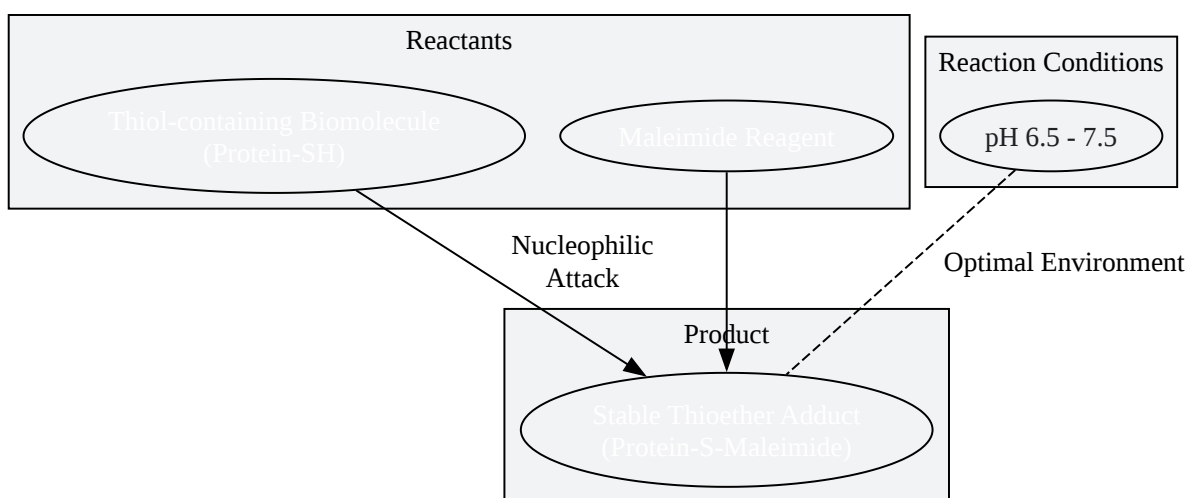 Reactants
Thiol-containing Biomolecule
(Protein-SH)
Maleimide Reagent
Reaction Conditions
pH 6.5 - 7.5
Nucleophilic
Attack
Optimal Environment
Product
Stable Thioether Adduct
(Protein-S-Maleimide)